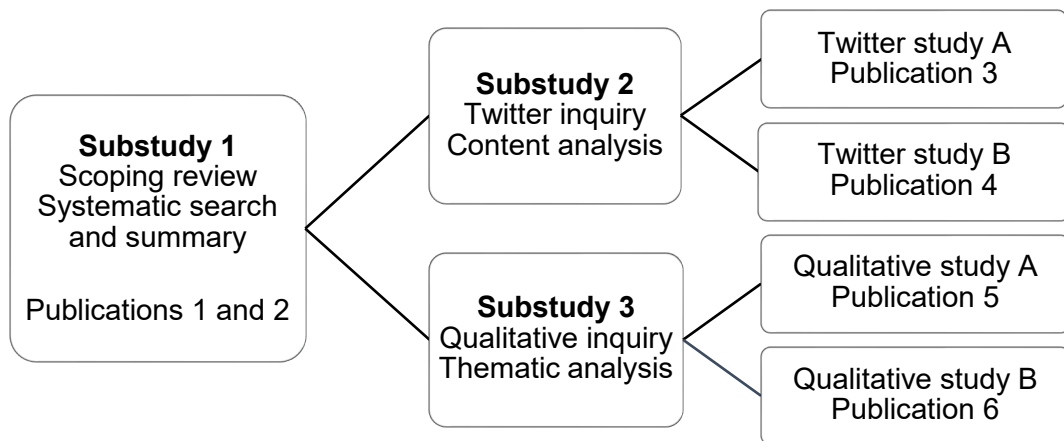 Substudy 1
Scoping review
Systematic search
and summary
Publications 1 and 2
Substudy 2
Twitter inquiry
Content analysis
Twitter study A
Publication 3
Twitter study B
Publication 4
Substudy 3
Qualitative inquiry
Thematic analysis
Qualitative study A
Publication 5
Qualitative study B
Publication 6